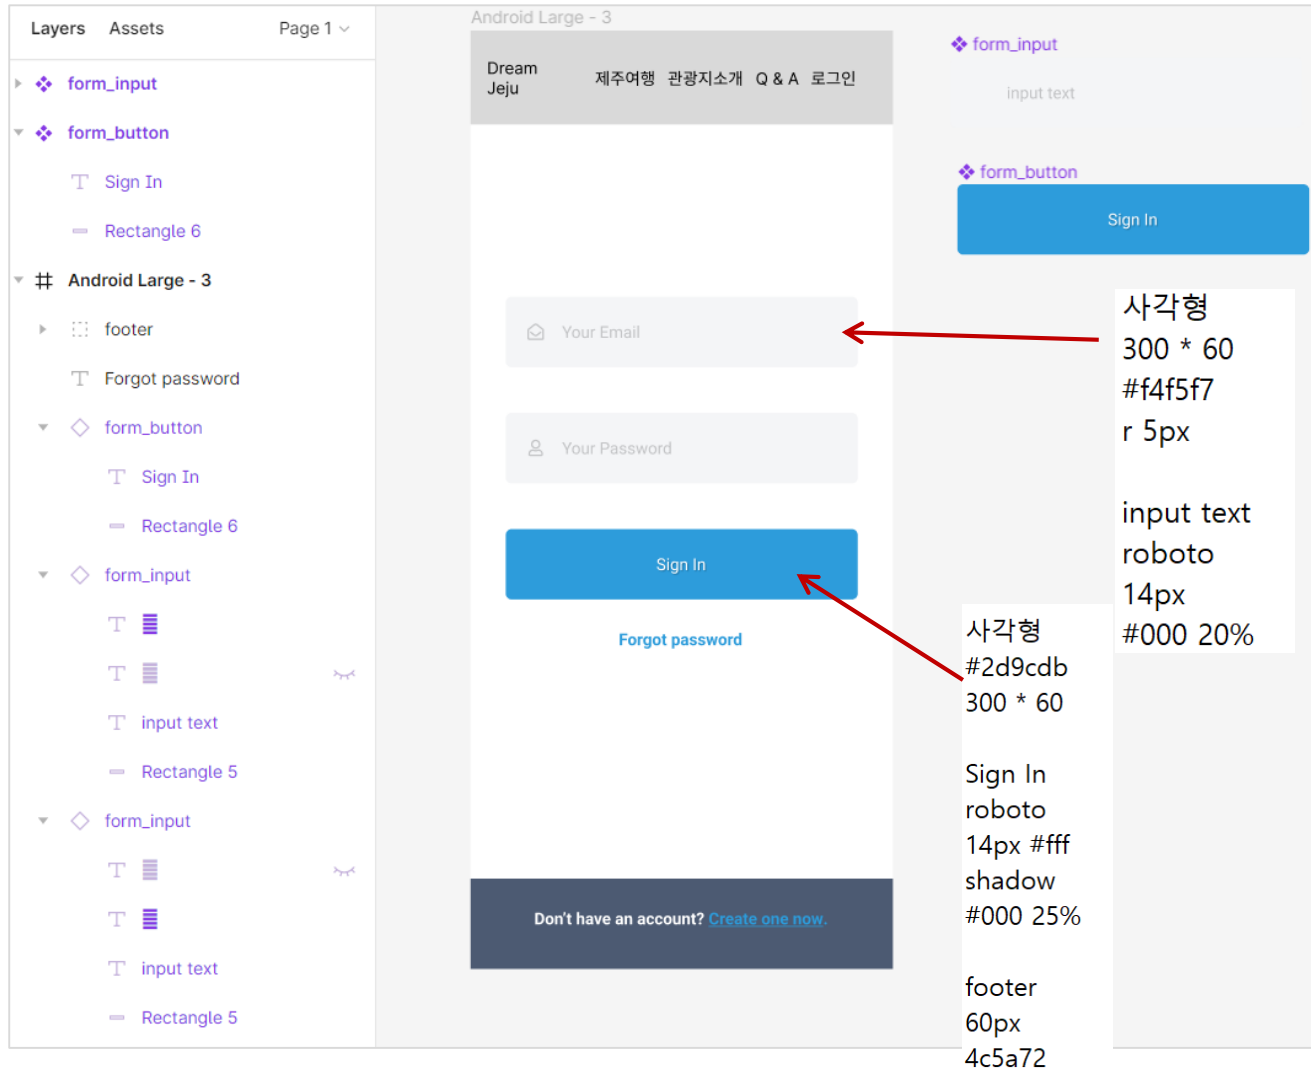 Layers Assets Page 1
form_input
form_button
Sign In
Rectangle 6
Android Large - 3
footer
Forgot password
form_button
Sign In
Rectangle 6
form_input
input text
Rectangle 5
form_input
input text
Rectangle 5
Android Large - 3
Dream
Jeju
제주여행 관광지소개 Q & A 로그인
Your Email
Your Password
Sign In
Forgot password
Don't have an account? Create one now.
form_input
input text
form_button
Sign In
사각형
300 * 60
#f4f5f7
r 5px
input text
roboto
14px
#000 20%
사각형
#2d9cdb
300 * 60
Sign In
roboto
14px #fff
shadow
#000 25%
footer
60px
4c5a72